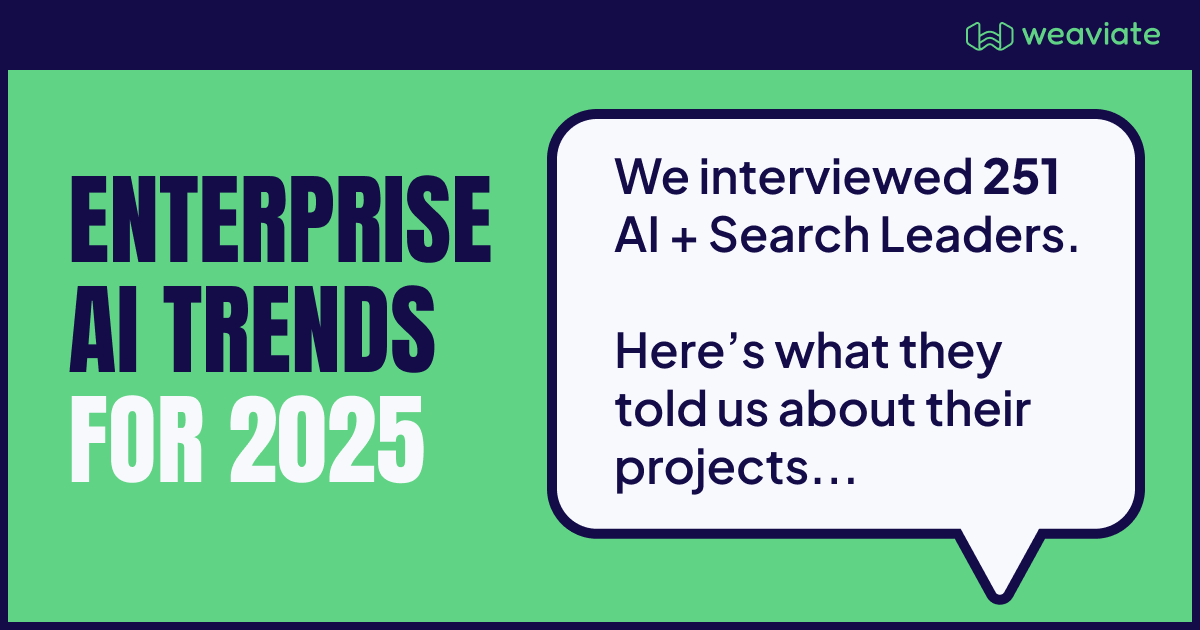 weaviate
ENTERPRISE
AI TRENDS
FOR 2025
We interviewed 251
AI + Search Leaders.
Here’s what they
told us about their
projects...